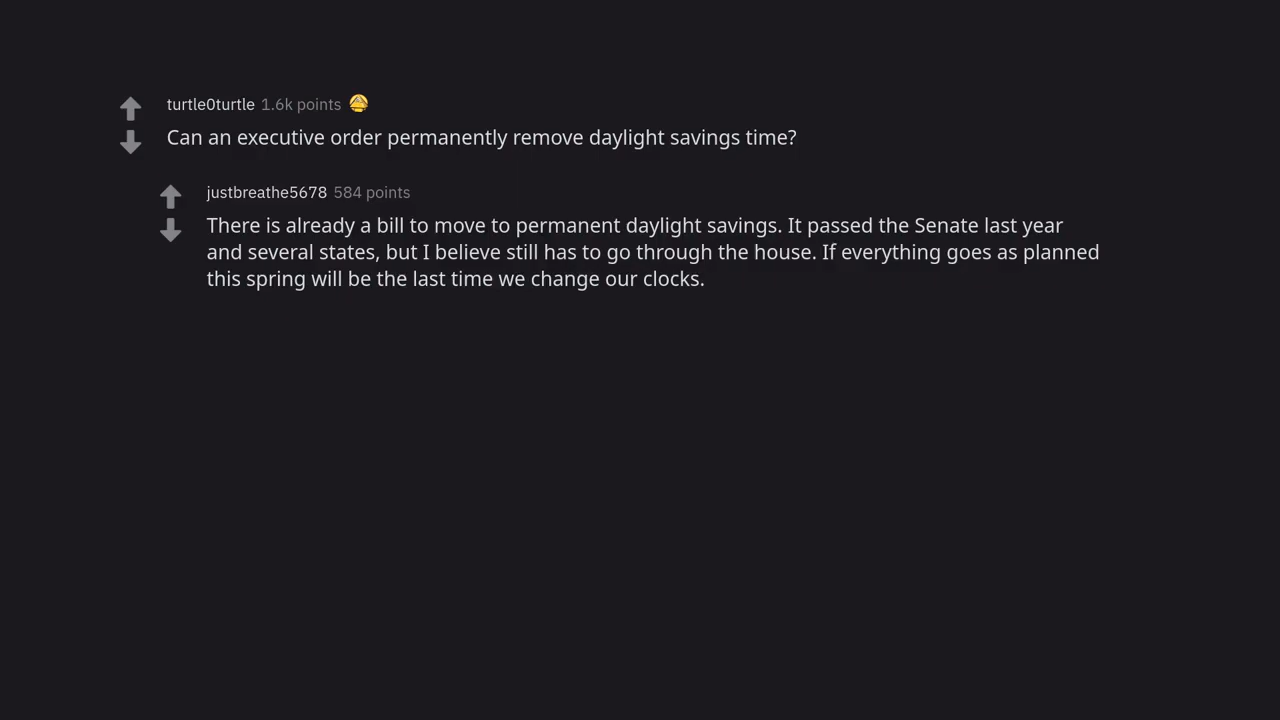 turtle0turtle 1.6k points
Can an executive order permanently remove daylight savings time?
justbreathe5678 584 points
There is already a bill to move to permanent daylight savings. It passed the Senate last year
and several states, but I believe still has to go through the house. If everything goes as planned
this spring will be the last time we change our clocks.